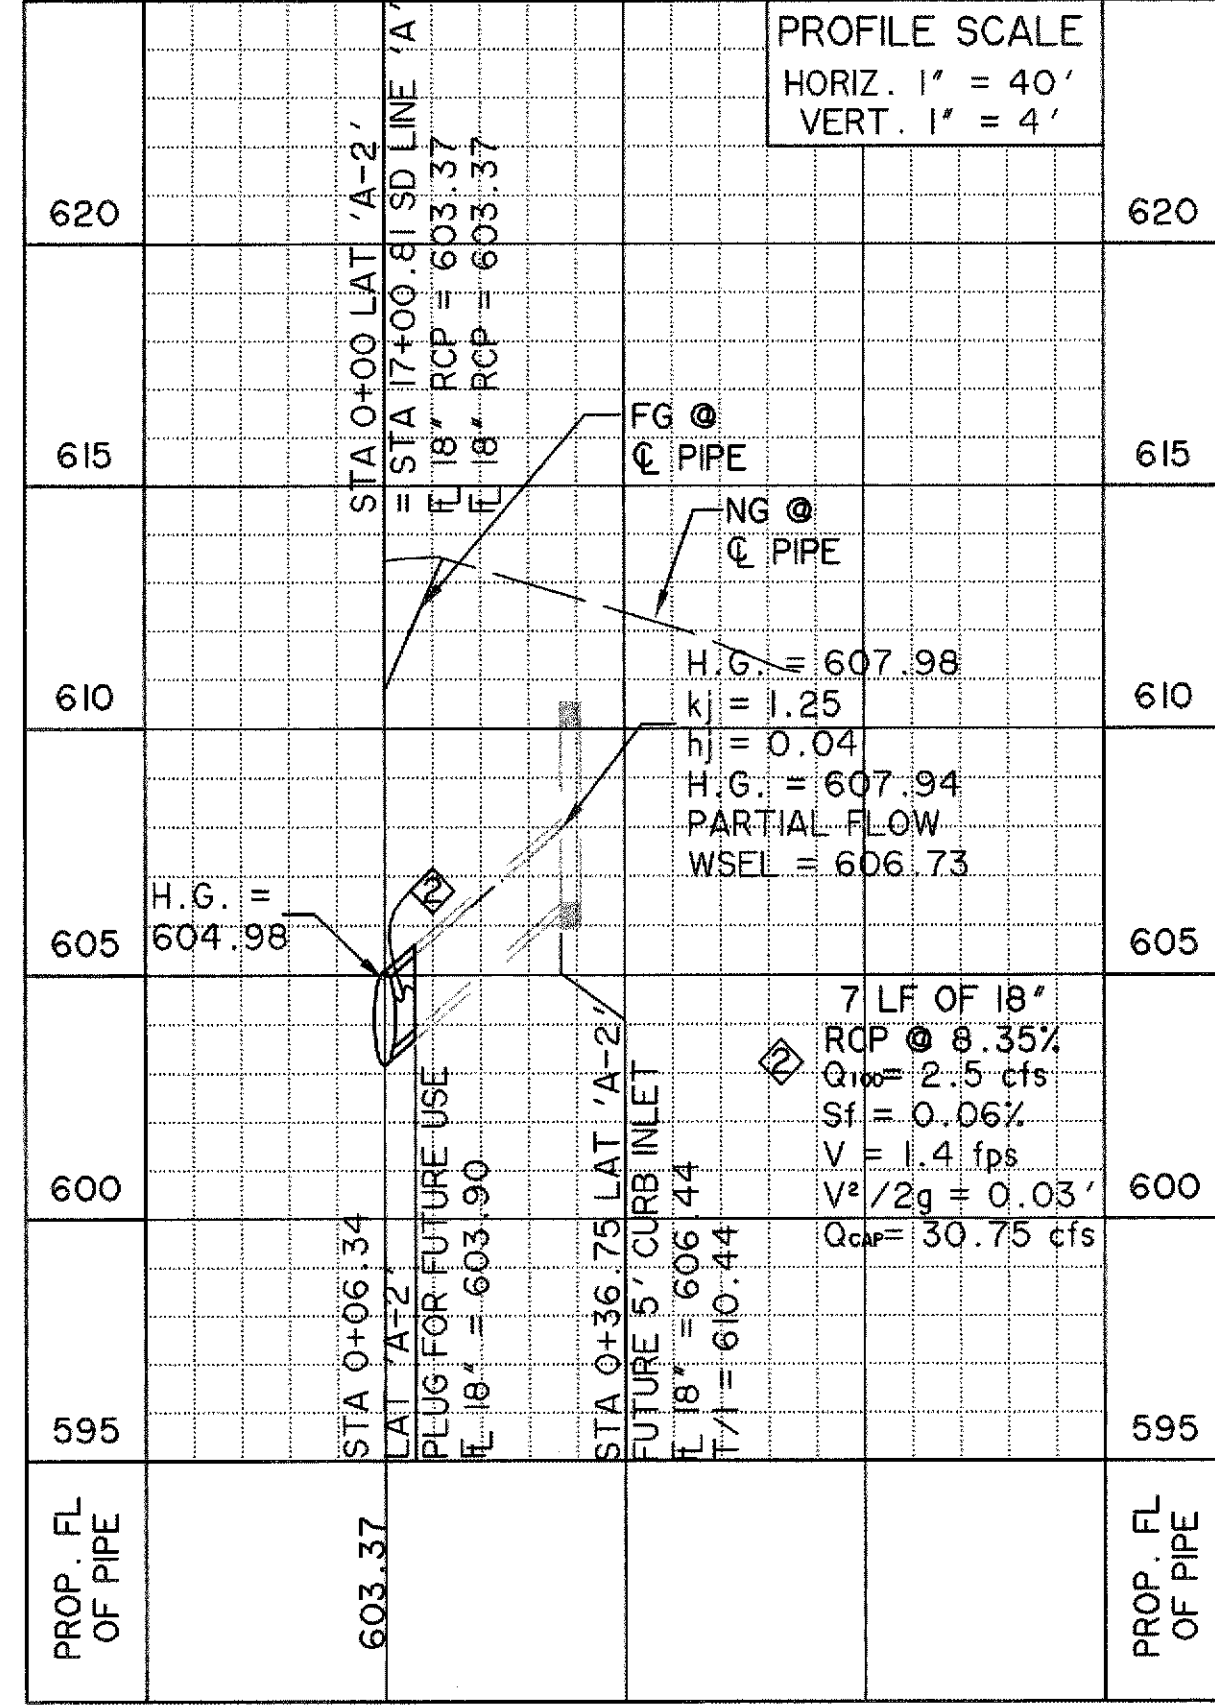 PROFILE SCALE
HORIZ. 1" = 40'
VERT. 1" = 4'
STA 0+00 LAT 'A-2'
= STA 17+00.81 SD LINE 'A'
FL 18" RCP = 603.37
FL 18" RCP = 603.37
620
620
615
615
FG @
CL PIPE
NG @
CL PIPE
610
610
H.G. = 607.98
kj = 1.25
hj = 0.04
H.G. = 607.94
PARTIAL FLOW
WSEL = 606.73
2
H.G. =
604.98
605
605
2
7 LF OF 18"
RCP @ 8.35%
Q100= 2.5 cfs
Sf = 0.06%
V = 1.4 fps
V²/2g = 0.03'
QCAP= 30.75 cfs
600
600
STA 0+06.34
LAT 'A-2'
PLUG FOR FUTURE USE
FL 18" = 603.90
STA 0+36.75 LAT 'A-2'
FUTURE 5' CURB INLET
FL 18" = 606.44
T/I = 610.44
595
595
PROP. FL
OF PIPE
603.37
PROP. FL
OF PIPE